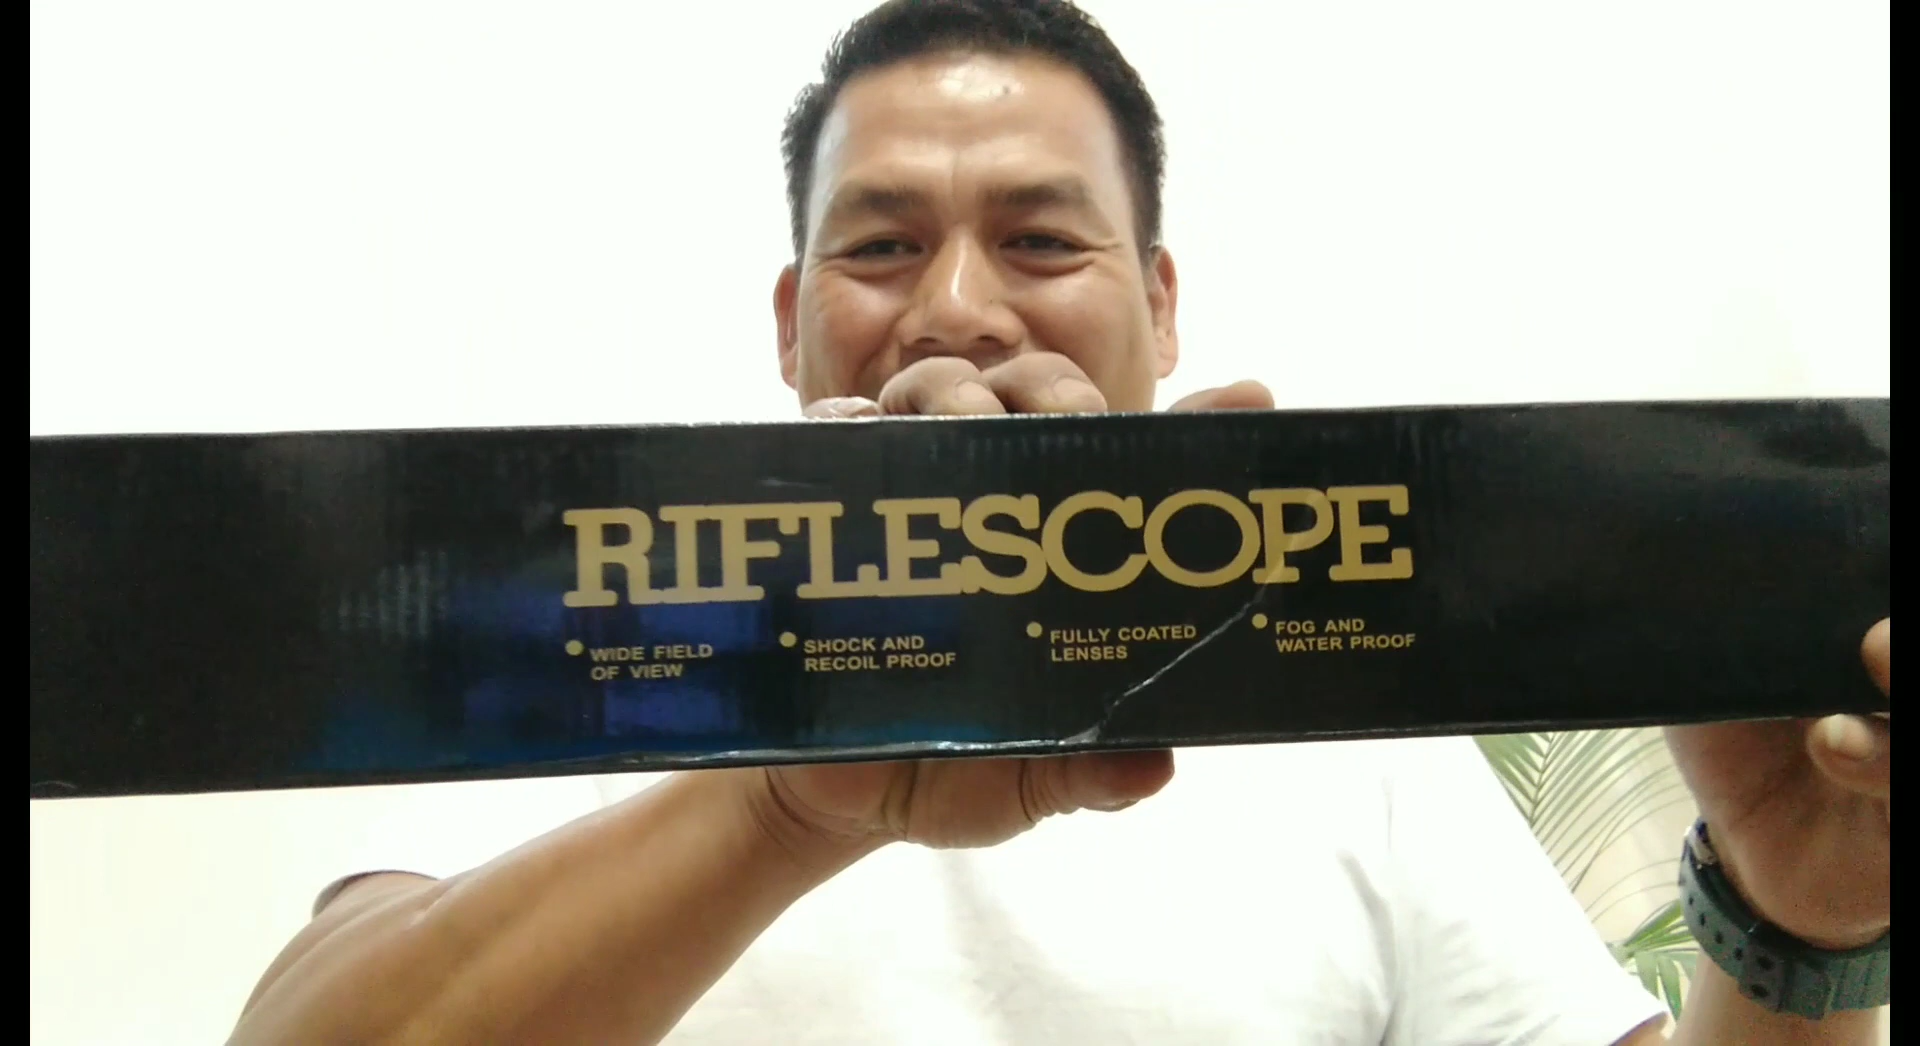 RIFLESCOPE
WIDE FIELD
OF VIEW
SHOCK AND
RECOIL PROOF
FULLY COATED
LENSES
FOG AND
WATER PROOF